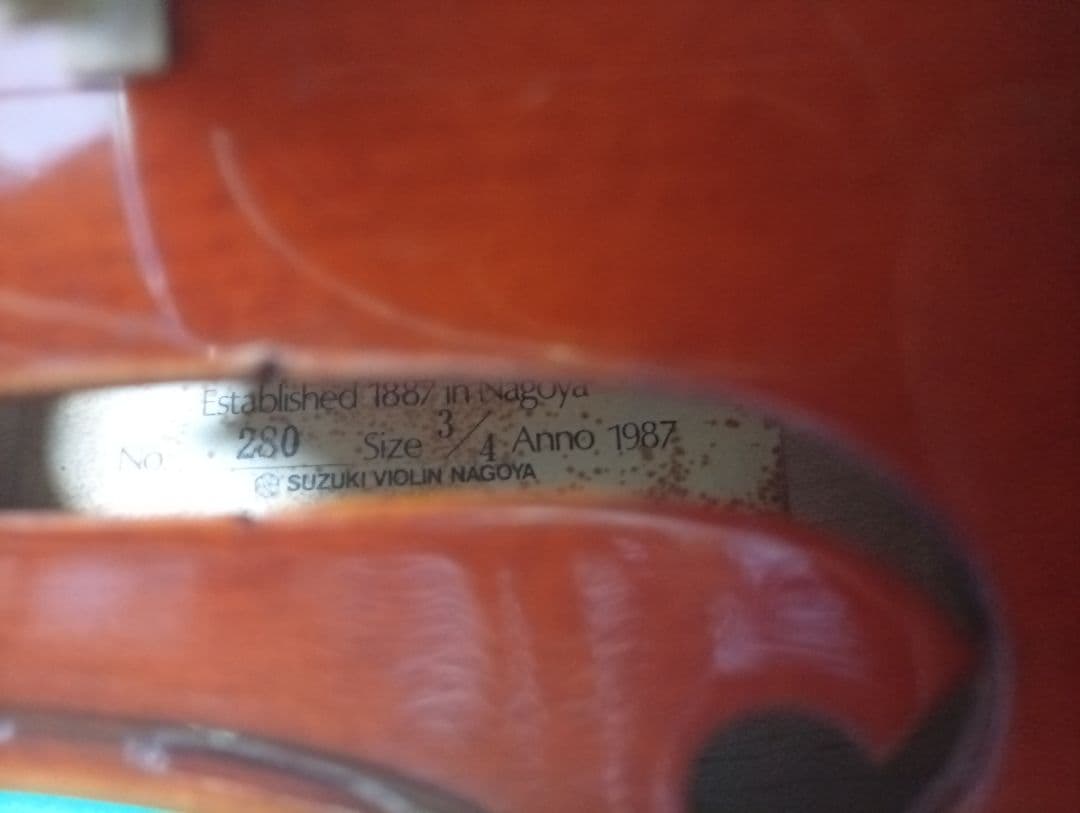 Established 1887 in Nagoya
No. 280 Size 3/4 Anno 1987
SUZUKI VIOLIN NAGOYA